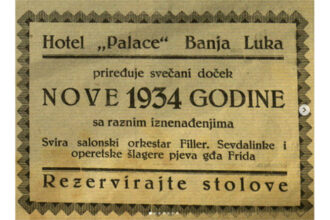 Hotel „Palace“ Banja Luka
priređuje svečani doček
NOVE 1934 GODINE
sa raznim iznenađenjima
Svira salonski orkestar Filler. Sevdalinke i
operetske šlagere pjeva gđa Frida
Rezervirajte stolove